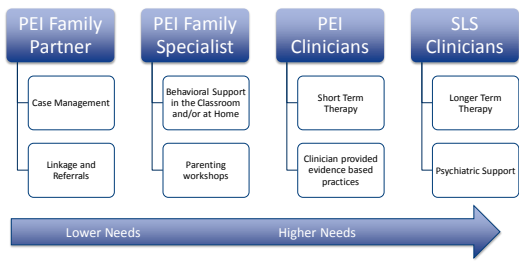 PEI Family
Partner
Case Management
Linkage and
Referrals
PEI Family
Specialist
Behavioral Support
in the Classroom
and/or at Home
Parenting
workshops
PEI
Clinicians
Short Term
Therapy
Clinician provided
evidence based
practices
SLS
Clinicians
Longer Term
Therapy
Psychiatric Support
Lower Needs
Higher Needs